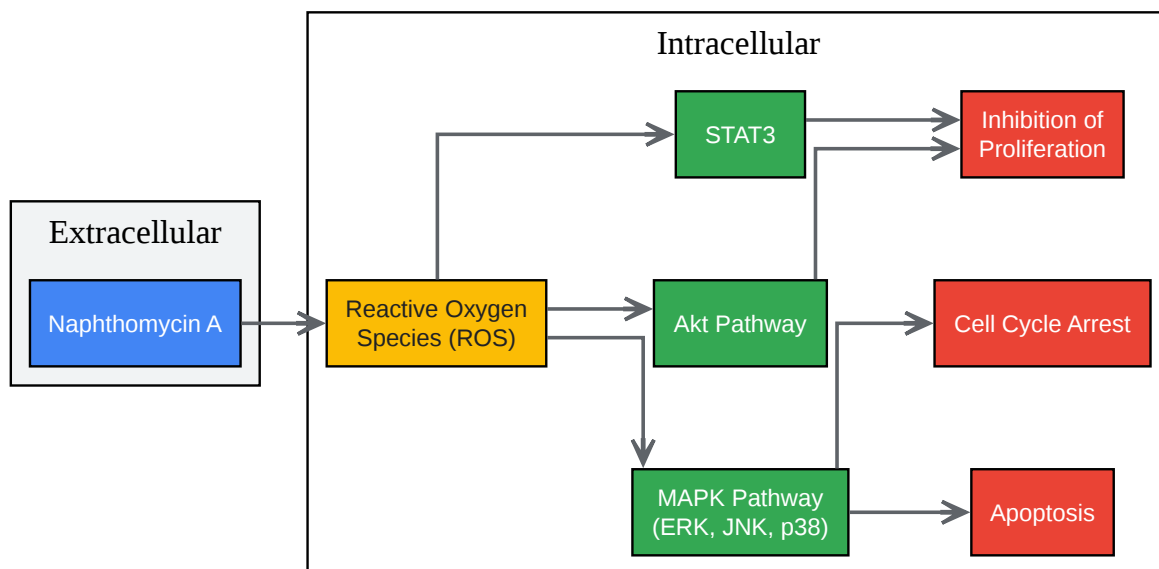 Intracellular
STAT3
Inhibition of
Proliferation
Extracellular
Naphthomycin A
Reactive Oxygen
Species (ROS)
Akt Pathway
Cell Cycle Arrest
MAPK Pathway
(ERK, JNK, p38)
Apoptosis